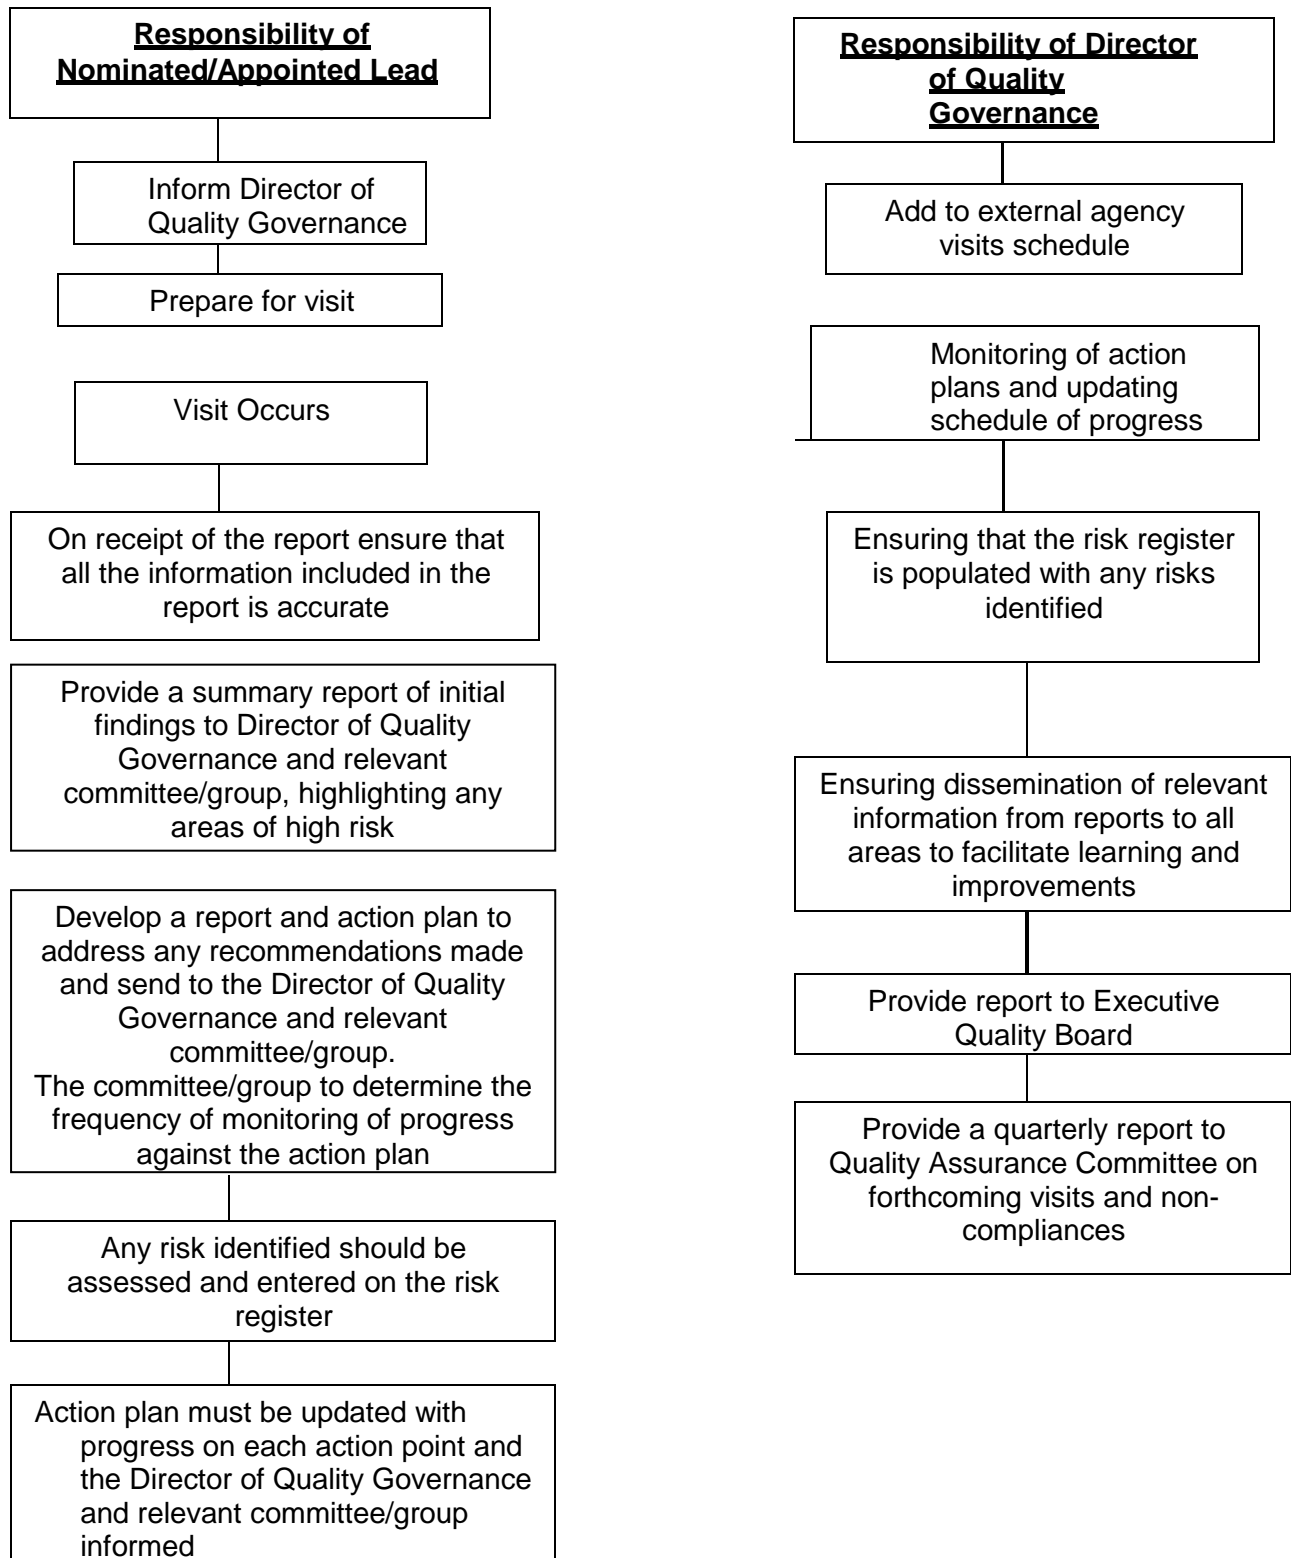 Responsibility of
Nominated/Appointed Lead
Inform Director of
Quality Governance
Prepare for visit
Visit Occurs
On receipt of the report ensure that
all the information included in the
report is accurate
Provide a summary report of initial
findings to Director of Quality
Governance and relevant
committee/group, highlighting any
areas of high risk
Develop a report and action plan to
address any recommendations made
and send to the Director of Quality
Governance and relevant
committee/group.
The committee/group to determine the
frequency of monitoring of progress
against the action plan
Any risk identified should be
assessed and entered on the risk
register
Action plan must be updated with
progress on each action point and
the Director of Quality Governance
and relevant committee/group
informed
Responsibility of Director
of Quality
Governance
Add to external agency
visits schedule
Monitoring of action
plans and updating
schedule of progress
Ensuring that the risk register
is populated with any risks
identified
Ensuring dissemination of relevant
information from reports to all
areas to facilitate learning and
improvements
Provide report to Executive
Quality Board
Provide a quarterly report to
Quality Assurance Committee on
forthcoming visits and non-
compliances